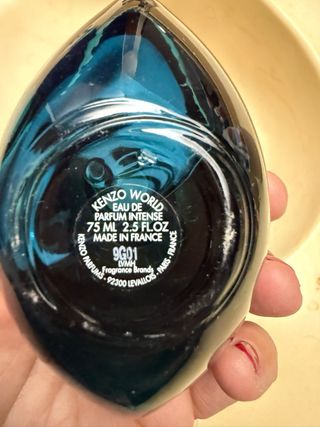 KENZO WORLD
EAU DE
PARFUM INTENSE
75 ML 2.5 FL.OZ
MADE IN FRANCE
9G01
LVMH
Fragrance Brands
KENZO PARFUMS - 92300 LEVALLOIS - PARIS - FRANCE